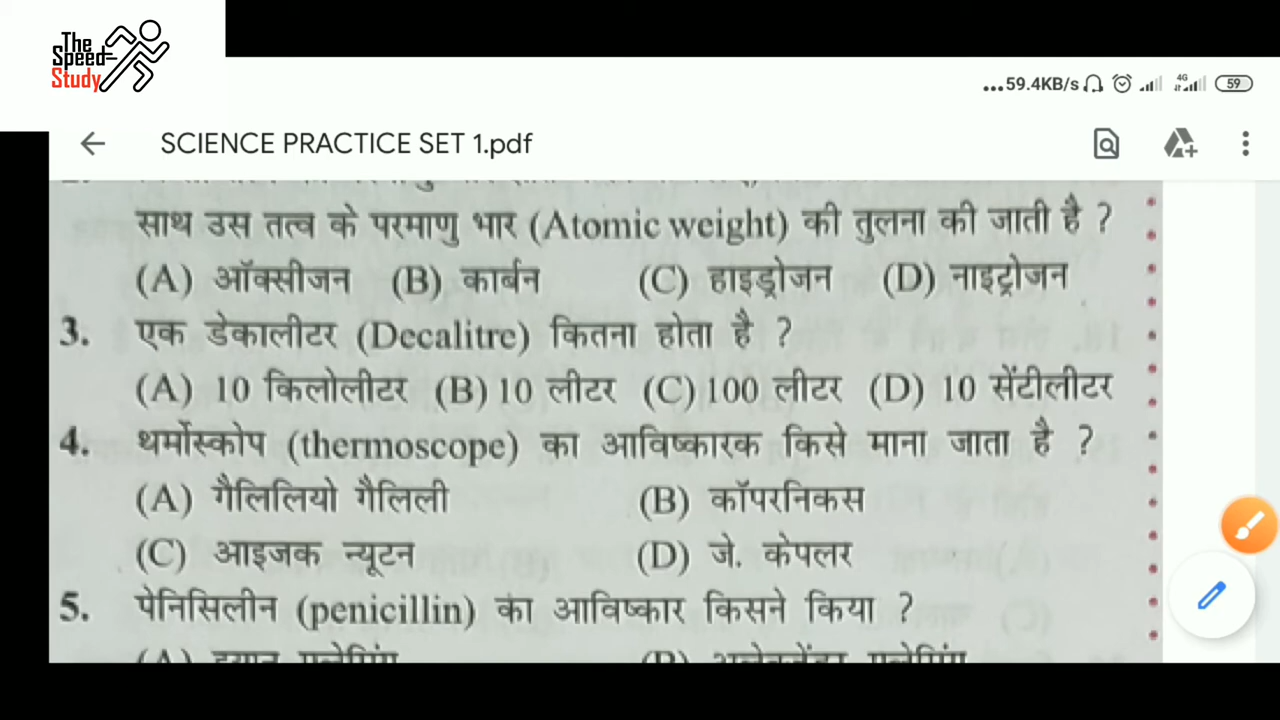 The
Speed
Study
...59.4KB/s 4G 59
SCIENCE PRACTICE SET 1.pdf
साथ उस तत्व के परमाणु भार (Atomic weight) की तुलना की जाती है ?
(A) ऑक्सीजन (B) कार्बन (C) हाइड्रोजन (D) नाइट्रोजन
3. एक डेकालीटर (Decalitre) कितना होता है ?
(A) 10 किलोलीटर (B) 10 लीटर (C) 100 लीटर (D) 10 सेंटीलीटर
4. थर्मोस्कोप (thermoscope) का आविष्कारक किसे माना जाता है ?
(A) गैलिलियो गैलिली (B) कॉपरनिकस
(C) आइजक न्यूटन (D) जे. केपलर
5. पेनिसिलीन (penicillin) का आविष्कार किसने किया ?